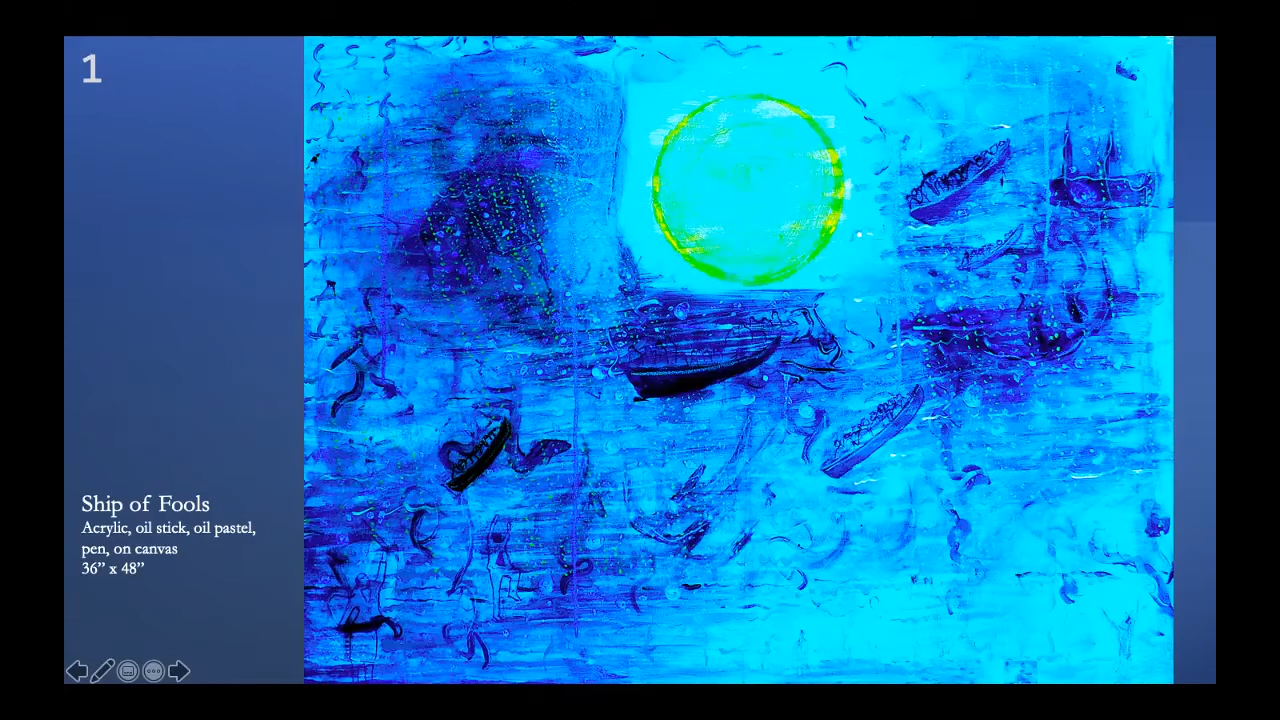 1
Ship of Fools
Acrylic, oil stick, oil pastel,
pen, on canvas
36” x 48”